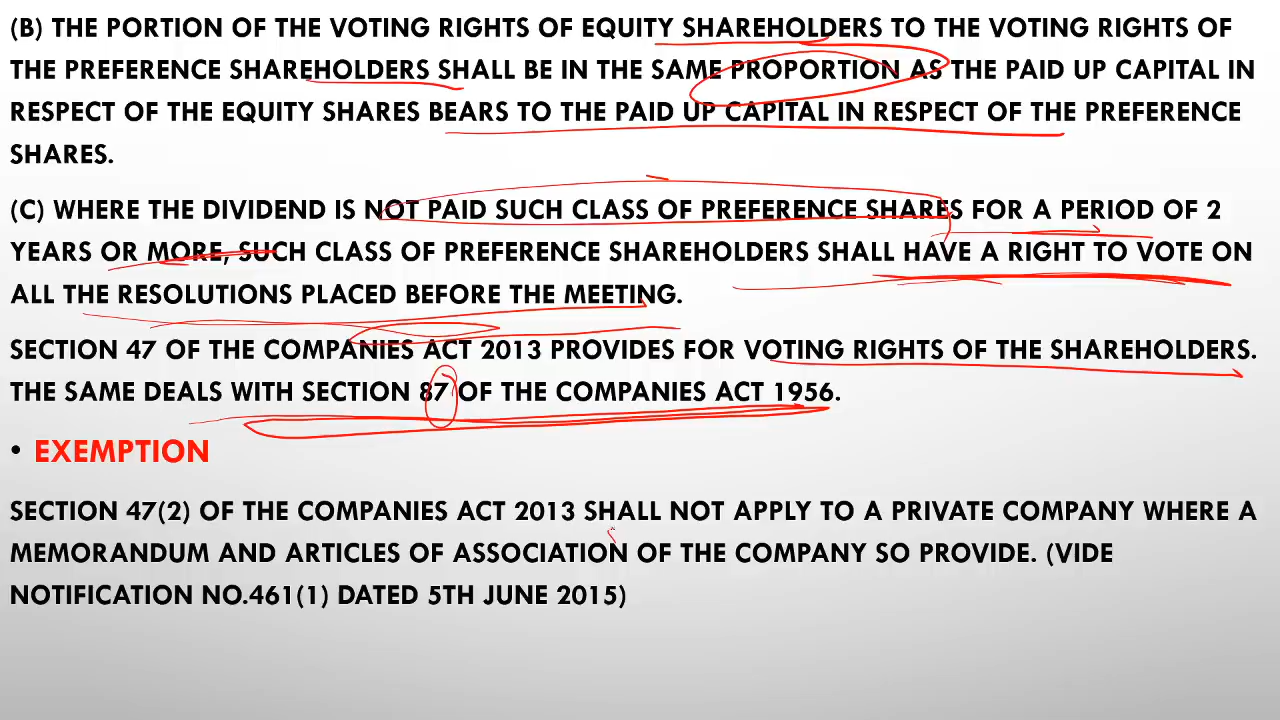 (B) THE PORTION OF THE VOTING RIGHTS OF EQUITY SHAREHOLDERS TO THE VOTING RIGHTS OF
THE PREFERENCE SHAREHOLDERS SHALL BE IN THE SAME PROPORTION AS THE PAID UP CAPITAL IN
RESPECT OF THE EQUITY SHARES BEARS TO THE PAID UP CAPITAL IN RESPECT OF THE PREFERENCE
SHARES.
(C) WHERE THE DIVIDEND IS NOT PAID SUCH CLASS OF PREFERENCE SHARES FOR A PERIOD OF 2
YEARS OR MORE, SUCH CLASS OF PREFERENCE SHAREHOLDERS SHALL HAVE A RIGHT TO VOTE ON
ALL THE RESOLUTIONS PLACED BEFORE THE MEETING.
SECTION 47 OF THE COMPANIES ACT 2013 PROVIDES FOR VOTING RIGHTS OF THE SHAREHOLDERS.
THE SAME DEALS WITH SECTION 87 OF THE COMPANIES ACT 1956.
• EXEMPTION
SECTION 47(2) OF THE COMPANIES ACT 2013 SHALL NOT APPLY TO A PRIVATE COMPANY WHERE A
MEMORANDUM AND ARTICLES OF ASSOCIATION OF THE COMPANY SO PROVIDE. (VIDE
NOTIFICATION NO.461(1) DATED 5TH JUNE 2015)